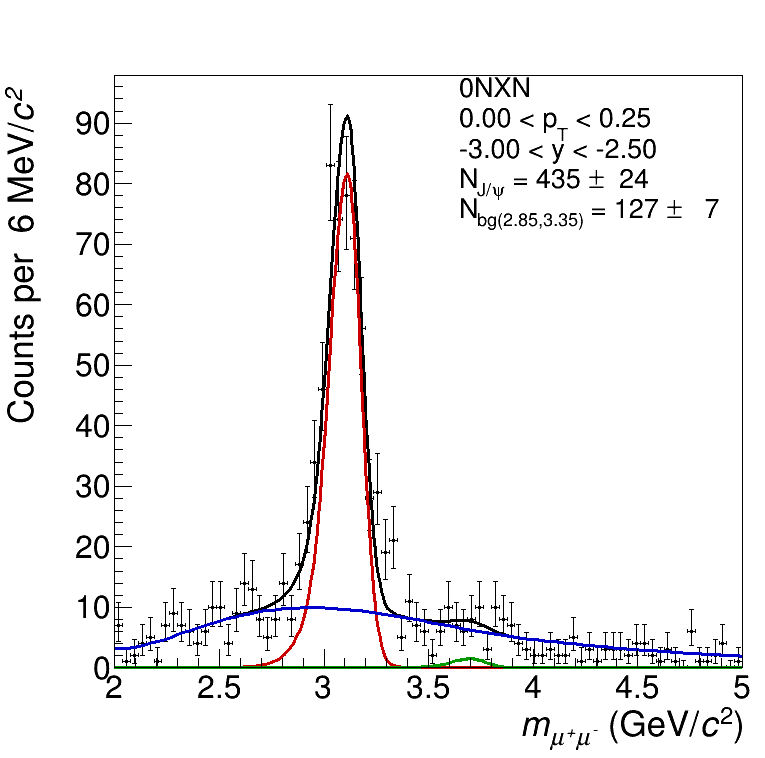 0NXN
0.00 < p_T < 0.25
-3.00 < y < -2.50
N_J/ψ = 435 ± 24
N_bg(2.85,3.35) = 127 ± 7
Counts per 6 MeV/c²
90
80
70
60
50
40
30
20
10
0
2 2.5 3 3.5 4 4.5 5
m_μ⁺μ⁻ (GeV/c²)